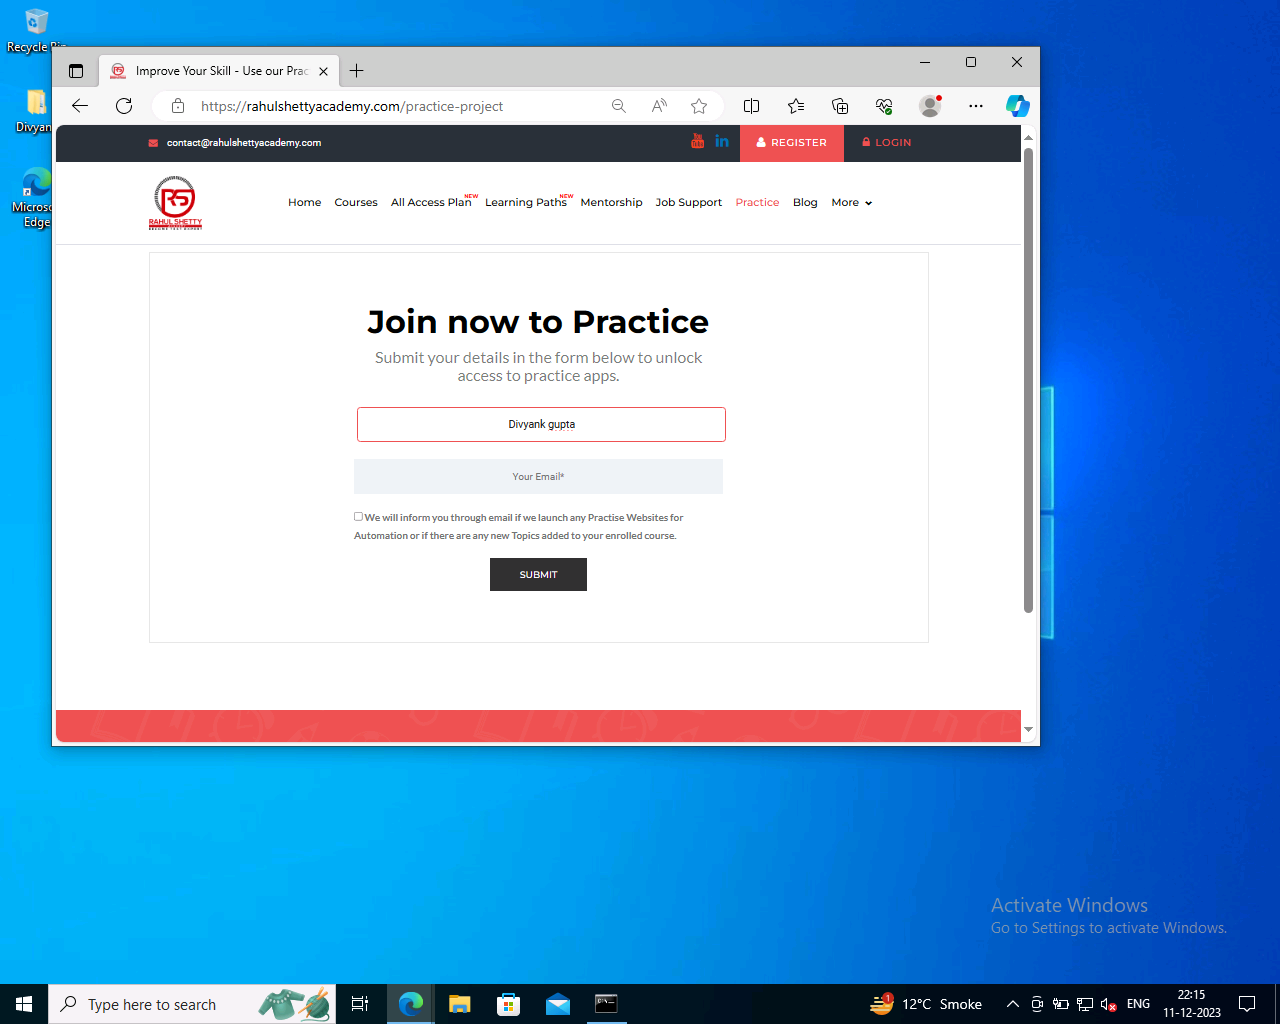 Recycle Bin
Divyan
Microso
Edge
Improve Your Skill - Use our Prac
https://rahulshettyacademy.com/practice-project
contact@rahulshettyacademy.com
REGISTER
LOGIN
RAHUL SHETTY
Home
Courses
All Access Plan NEW
Learning Paths NEW
Mentorship
Job Support
Practice
Blog
More
Join now to Practice
Submit your details in the form below to unlock
access to practice apps.
Divyank gupta
Your Email*
We will inform you through email if we launch any Practise Websites for
Automation or if there are any new Topics added to your enrolled course.
SUBMIT
Activate Windows
Go to Settings to activate Windows.
Type here to search
1
12°C Smoke
ENG
22:15
11-12-2023